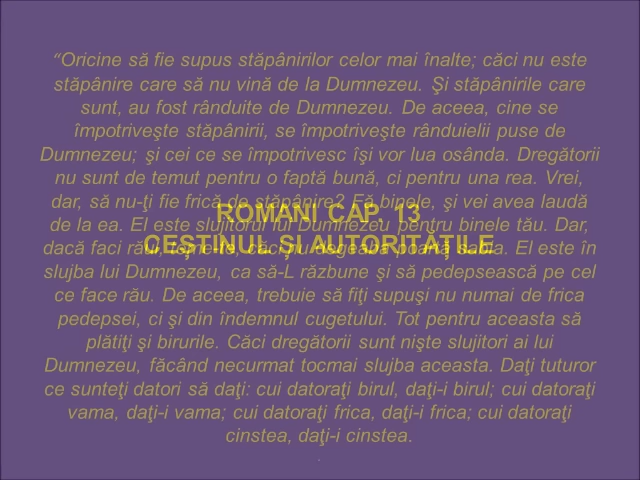 “Oricine să fie supus stăpânirilor celor mai înalte; căci nu este
stăpânire care să nu vină de la Dumnezeu. Şi stăpânirile care
sunt, au fost rânduite de Dumnezeu. De aceea, cine se
împotriveşte stăpânirii, se împotriveşte rânduielii puse de
Dumnezeu; şi cei ce se împotrivesc îşi vor lua osânda. Dregătorii
nu sunt de temut pentru o faptă bună, ci pentru una rea. Vrei,
dar, să nu-ţi fie frică de stăpânire? Fă binele, şi vei avea laudă
de la ea. El este slujitorul lui Dumnezeu pentru binele tău. Dar,
dacă faci răul, teme-te, căci nu degeaba poartă sabia. El este în
slujba lui Dumnezeu, ca să-L răzbune şi să pedepsească pe cel
ce face rău. De aceea, trebuie să fiţi supuşi nu numai de frica
pedepsei, ci şi din îndemnul cugetului. Tot pentru aceasta să
plătiţi şi birurile. Căci dregătorii sunt nişte slujitori ai lui
Dumnezeu, făcând necurmat tocmai slujba aceasta. Daţi tuturor
ce sunteţi datori să daţi: cui datoraţi birul, daţi-i birul; cui datoraţi
vama, daţi-i vama; cui datoraţi frica, daţi-i frica; cui datoraţi
cinstea, daţi-i cinstea.
.
ROMANI CAP. 13
CEŞTINUL ŞI AUTORITĂŢILE